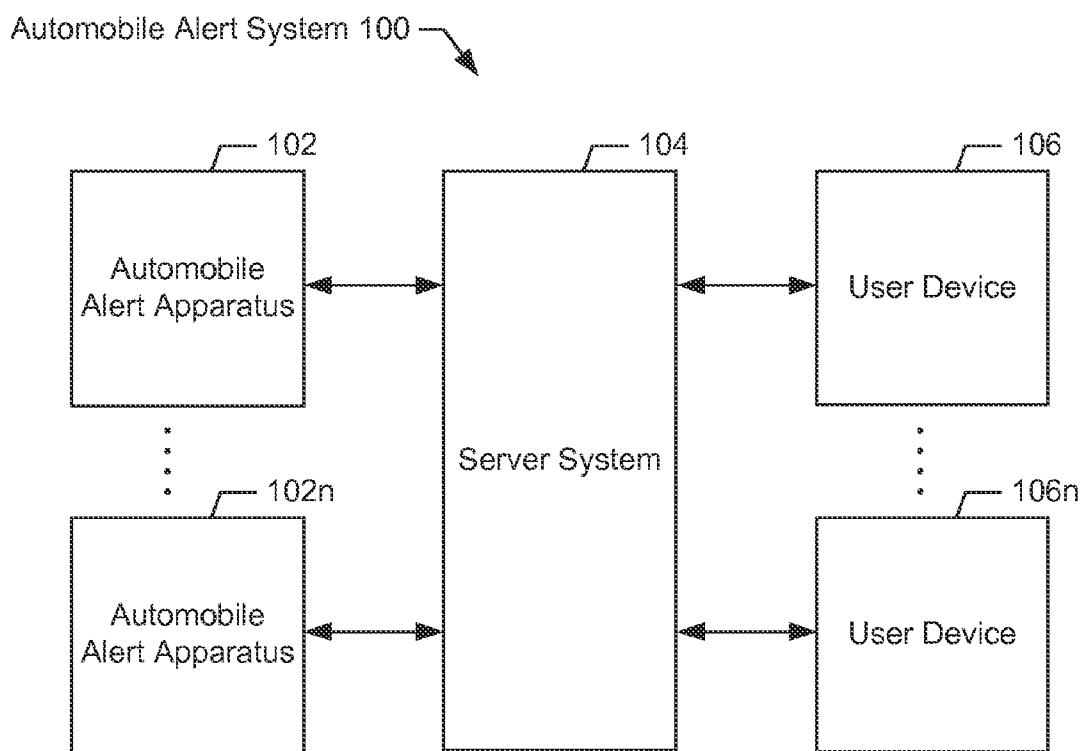 Automobile Alert System 100
102
104
106
Automobile
Alert Apparatus
User Device
Server System
102n
106n
Automobile
Alert Apparatus
User Device